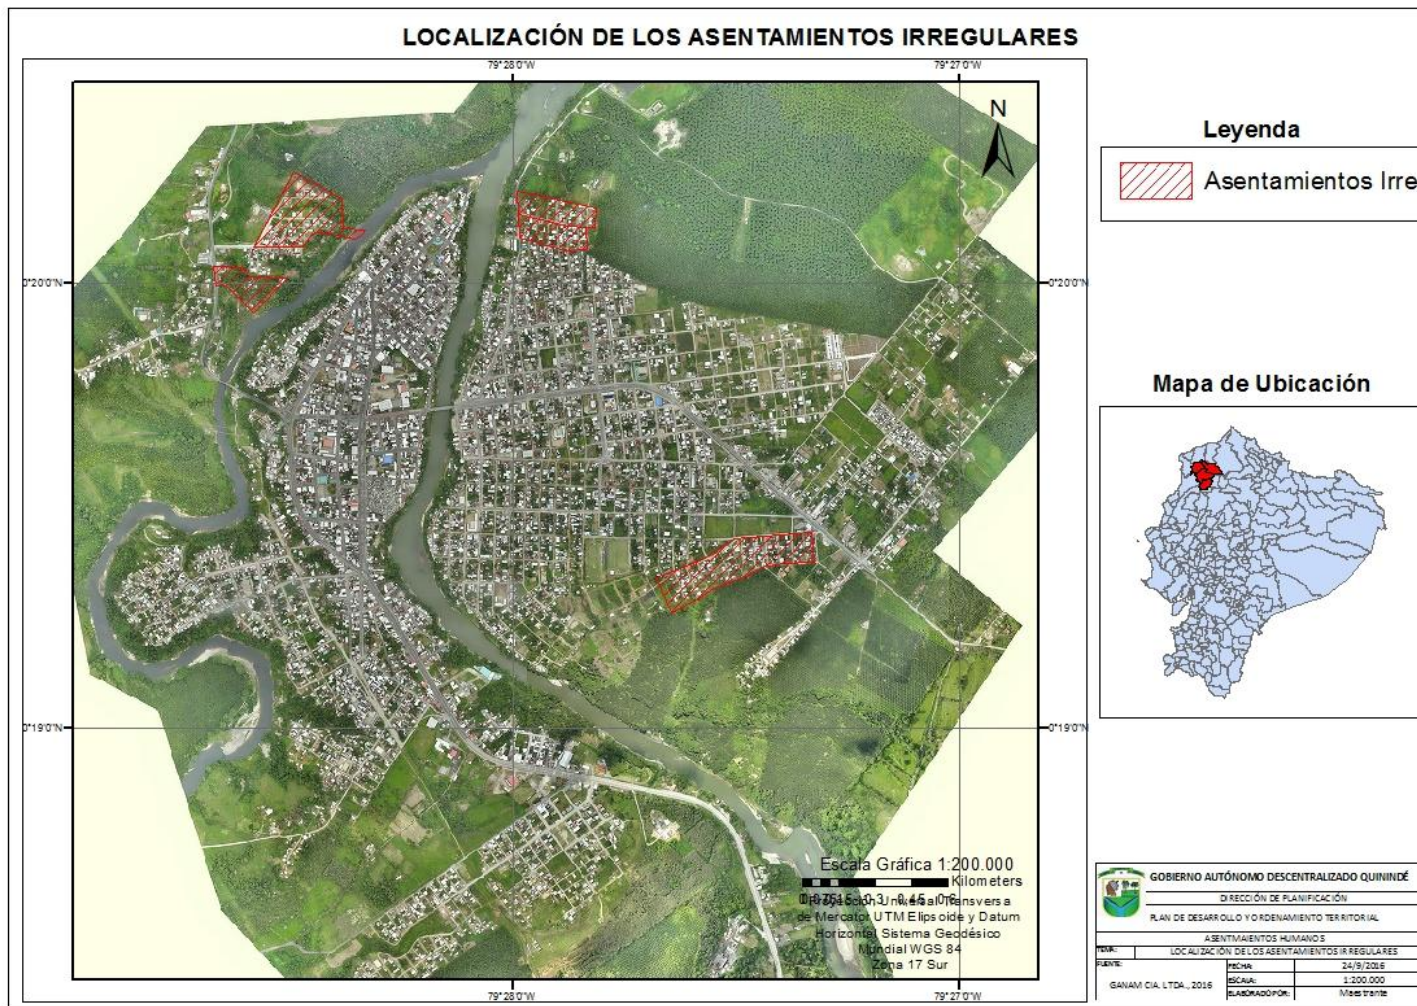 LOCALIZACIÓN DE LOS ASENTAMIENTOS IRREGULARES
79°28'0"W 79°27'0"W
N
0°20'0"N 0°20'0"N
0°19'0"N 0°19'0"N
79°28'0"W 79°27'0"W
Escala Gráfica 1:200.000
Kilometers
Proyección Universal Transversa
de Mercator UTM Elipsoide y Datum
Horizontal Sistema Geodésico
Mundial WGS 84
Zona 17 Sur
Leyenda
Asentamientos Irre
Mapa de Ubicación
GOBIERNO AUTÓNOMO DESCENTRALIZADO QUININDÉ
DIRECCIÓN DE PLANIFICACIÓN
PLAN DE DESARROLLO Y ORDENAMIENTO TERRITORIAL
ASENTMAIENTOS HUMANOS
TEMA: LOCALIZACIÓN DE LOS ASENTAMIENTOS IRREGULARES
FUENTE: FECHA: 24/9/2016
GANAM CIA. LTDA., 2016 ESCALA: 1:200.000
ELABORADO POR: Maestrante